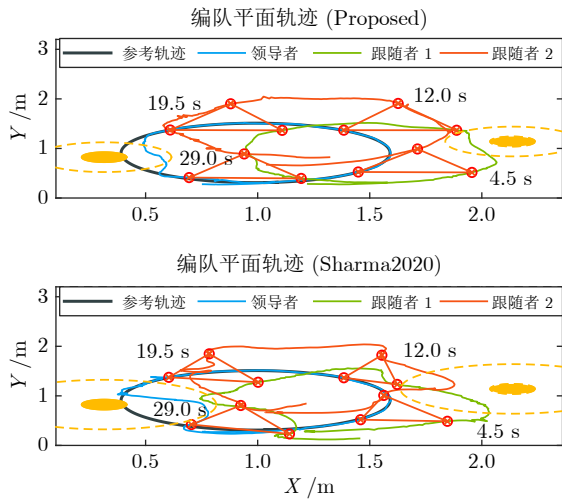 编队平面轨迹 (Proposed)
3
参考轨迹 领导者 跟随者 1 跟随者 2
Y /m
2
19.5 s 12.0 s
1
29.0 s
4.5 s
0
0.5 1.0 1.5 2.0
编队平面轨迹 (Sharma2020)
3
参考轨迹 领导者 跟随者 1 跟随者 2
Y /m
2
19.5 s 12.0 s
1
29.0 s
4.5 s
0
0.5 1.0 1.5 2.0
X /m